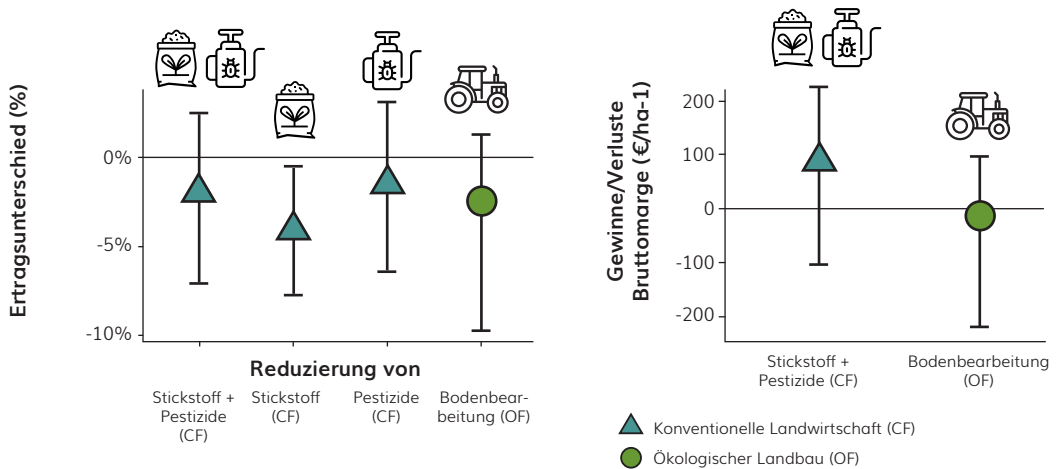 Ertragsunterschied (%)
0%
-5%
-10%
Reduzierung von
Stickstoff +
Pestizide
(CF)
Stickstoff
(CF)
Pestizide
(CF)
Bodenbear-
beitung (OF)
Gewinne/Verluste
Bruttomarge (€/ha-1)
200
100
0
-100
-200
Stickstoff +
Pestizide (CF)
Bodenbearbeitung
(OF)
Konventionelle Landwirtschaft (CF)
Ökologischer Landbau (OF)